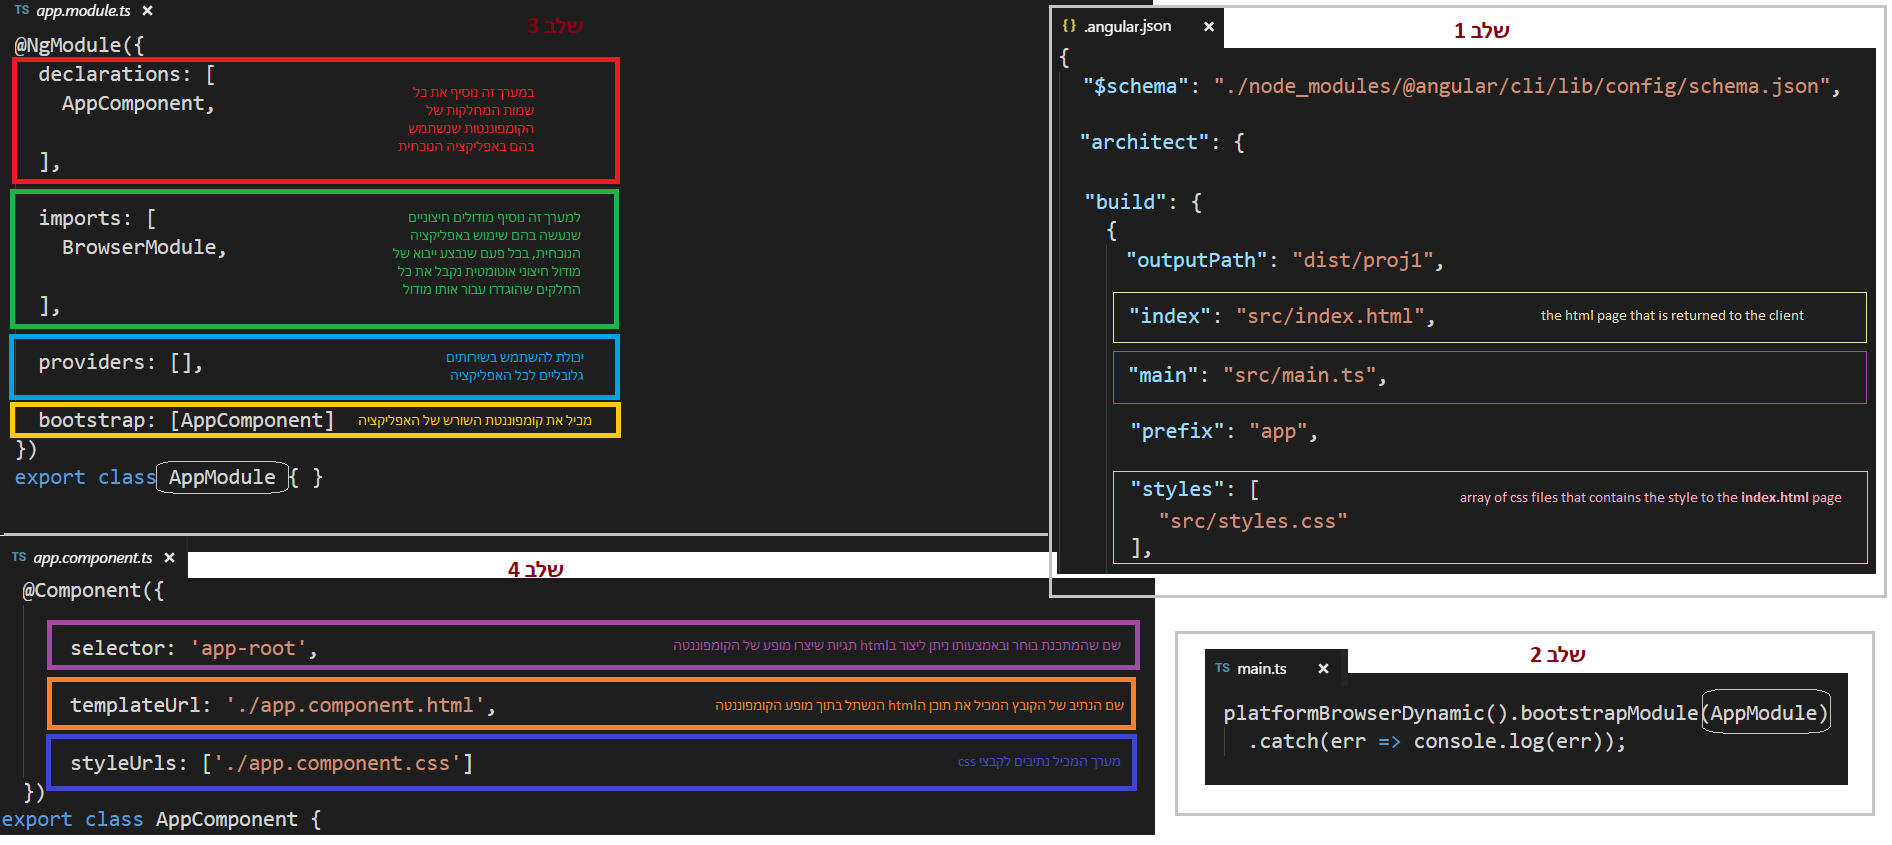 TS app.module.ts ×
שלב 3
@NgModule({
declarations: [
AppComponent,
],
במערך זה נוסיף את כל
שמות המחלקות של
הקומפוננטות שנשתמש
בהם באפליקציה הנוכחית
imports: [
BrowserModule,
],
למערך זה נוסיף מודולים חיצוניים
שנעשה בהם שימוש באפליקציה
הנוכחית, בכל פעם שנבצע ייבוא של
מודול חיצוני אוטומטית נקבל את כל
החלקים שהוגדרו עבור אותו מודול
providers: [],
יכולת להשתמש בשירותים
גלובליים לכל האפליקציה
bootstrap: [AppComponent]
מכיל את קומפוננטת השורש של האפליקציה
})
export class AppModule { }
{} .angular.json ×
שלב 1
{
"$schema": "./node_modules/@angular/cli/lib/config/schema.json",
"architect": {
"build": {
{
"outputPath": "dist/proj1",
"index": "src/index.html",
the html page that is returned to the client
"main": "src/main.ts",
"prefix": "app",
"styles": [
array of css files that contains the style to the index.html page
"src/styles.css"
],
TS main.ts ×
שלב 2
platformBrowserDynamic().bootstrapModule(AppModule)
.catch(err => console.log(err));
TS app.component.ts ×
שלב 4
@Component({
selector: 'app-root',
שם שהמתכנת בוחר ובאמצעותו ניתן ליצור בhtml תגיות שיצרו מופע של הקומפוננטה
templateUrl: './app.component.html',
שם הנתיב של הקובץ המכיל את תוכן הhtml הנשתל בתוך מופע הקומפוננטה
styleUrls: ['./app.component.css']
מערך המכיל נתיבים לקבצי css
})
export class AppComponent {